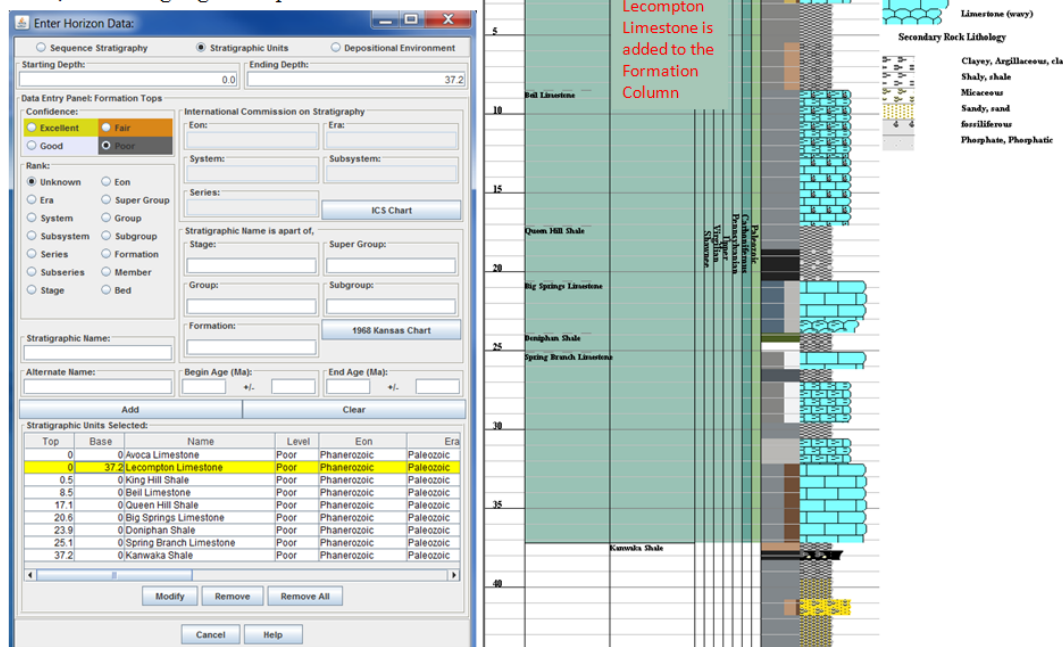 Enter Horizon Data:
Sequence Stratigraphy
Stratigraphic Units
Depositional Environment
Starting Depth:
Ending Depth:
0.0
37.2
Data Entry Panel: Formation Tops
Confidence:
Excellent
Fair
Good
Poor
Rank:
Unknown
Eon
Era
Super Group
System
Group
Subsystem
Subgroup
Series
Formation
Subseries
Member
Stage
Bed
International Commission on Stratigraphy
Eon:
Era:
System:
Subsystem:
Series:
ICS Chart
Stratigraphic Name is apart of,
Stage:
Super Group:
Group:
Subgroup:
Formation:
1968 Kansas Chart
Stratigraphic Name:
Alternate Name:
Begin Age (Ma):
End Age (Ma):
+/-
+/-
Add
Clear
Stratigraphic Units Selected:
Top Base Name Level Eon Era
0 0 Avoca Limestone Poor Phanerozoic Paleozoic
0 37.2 Lecompton Limestone Poor Phanerozoic Paleozoic
0.5 0 King Hill Shale Poor Phanerozoic Paleozoic
8.5 0 Beil Limestone Poor Phanerozoic Paleozoic
17.1 0 Queen Hill Shale Poor Phanerozoic Paleozoic
20.6 0 Big Springs Limestone Poor Phanerozoic Paleozoic
23.9 0 Doniphan Shale Poor Phanerozoic Paleozoic
25.1 0 Spring Branch Limestone Poor Phanerozoic Paleozoic
37.2 0 Kanwaka Shale Poor Phanerozoic Paleozoic
Modify
Remove
Remove All
Cancel
Help
Lecompton
Limestone is
added to the
Formation
Column
5
Beil Limestone
10
15
Queen Hill Shale
20
Big Springs Limestone
Doniphan Shale
25
Spring Branch Limestone
30
35
Kanwaka Shale
40
Shawnee
Virgilian
Upper
Pennsylvanian
Carboniferous
Paleozoic
Limestone (wavy)
Secondary Rock Lithology
Clayey, Argillaceous, cla
Shaly, shale
Micaceous
Sandy, sand
fossiliferous
Phosphate, Phosphatic